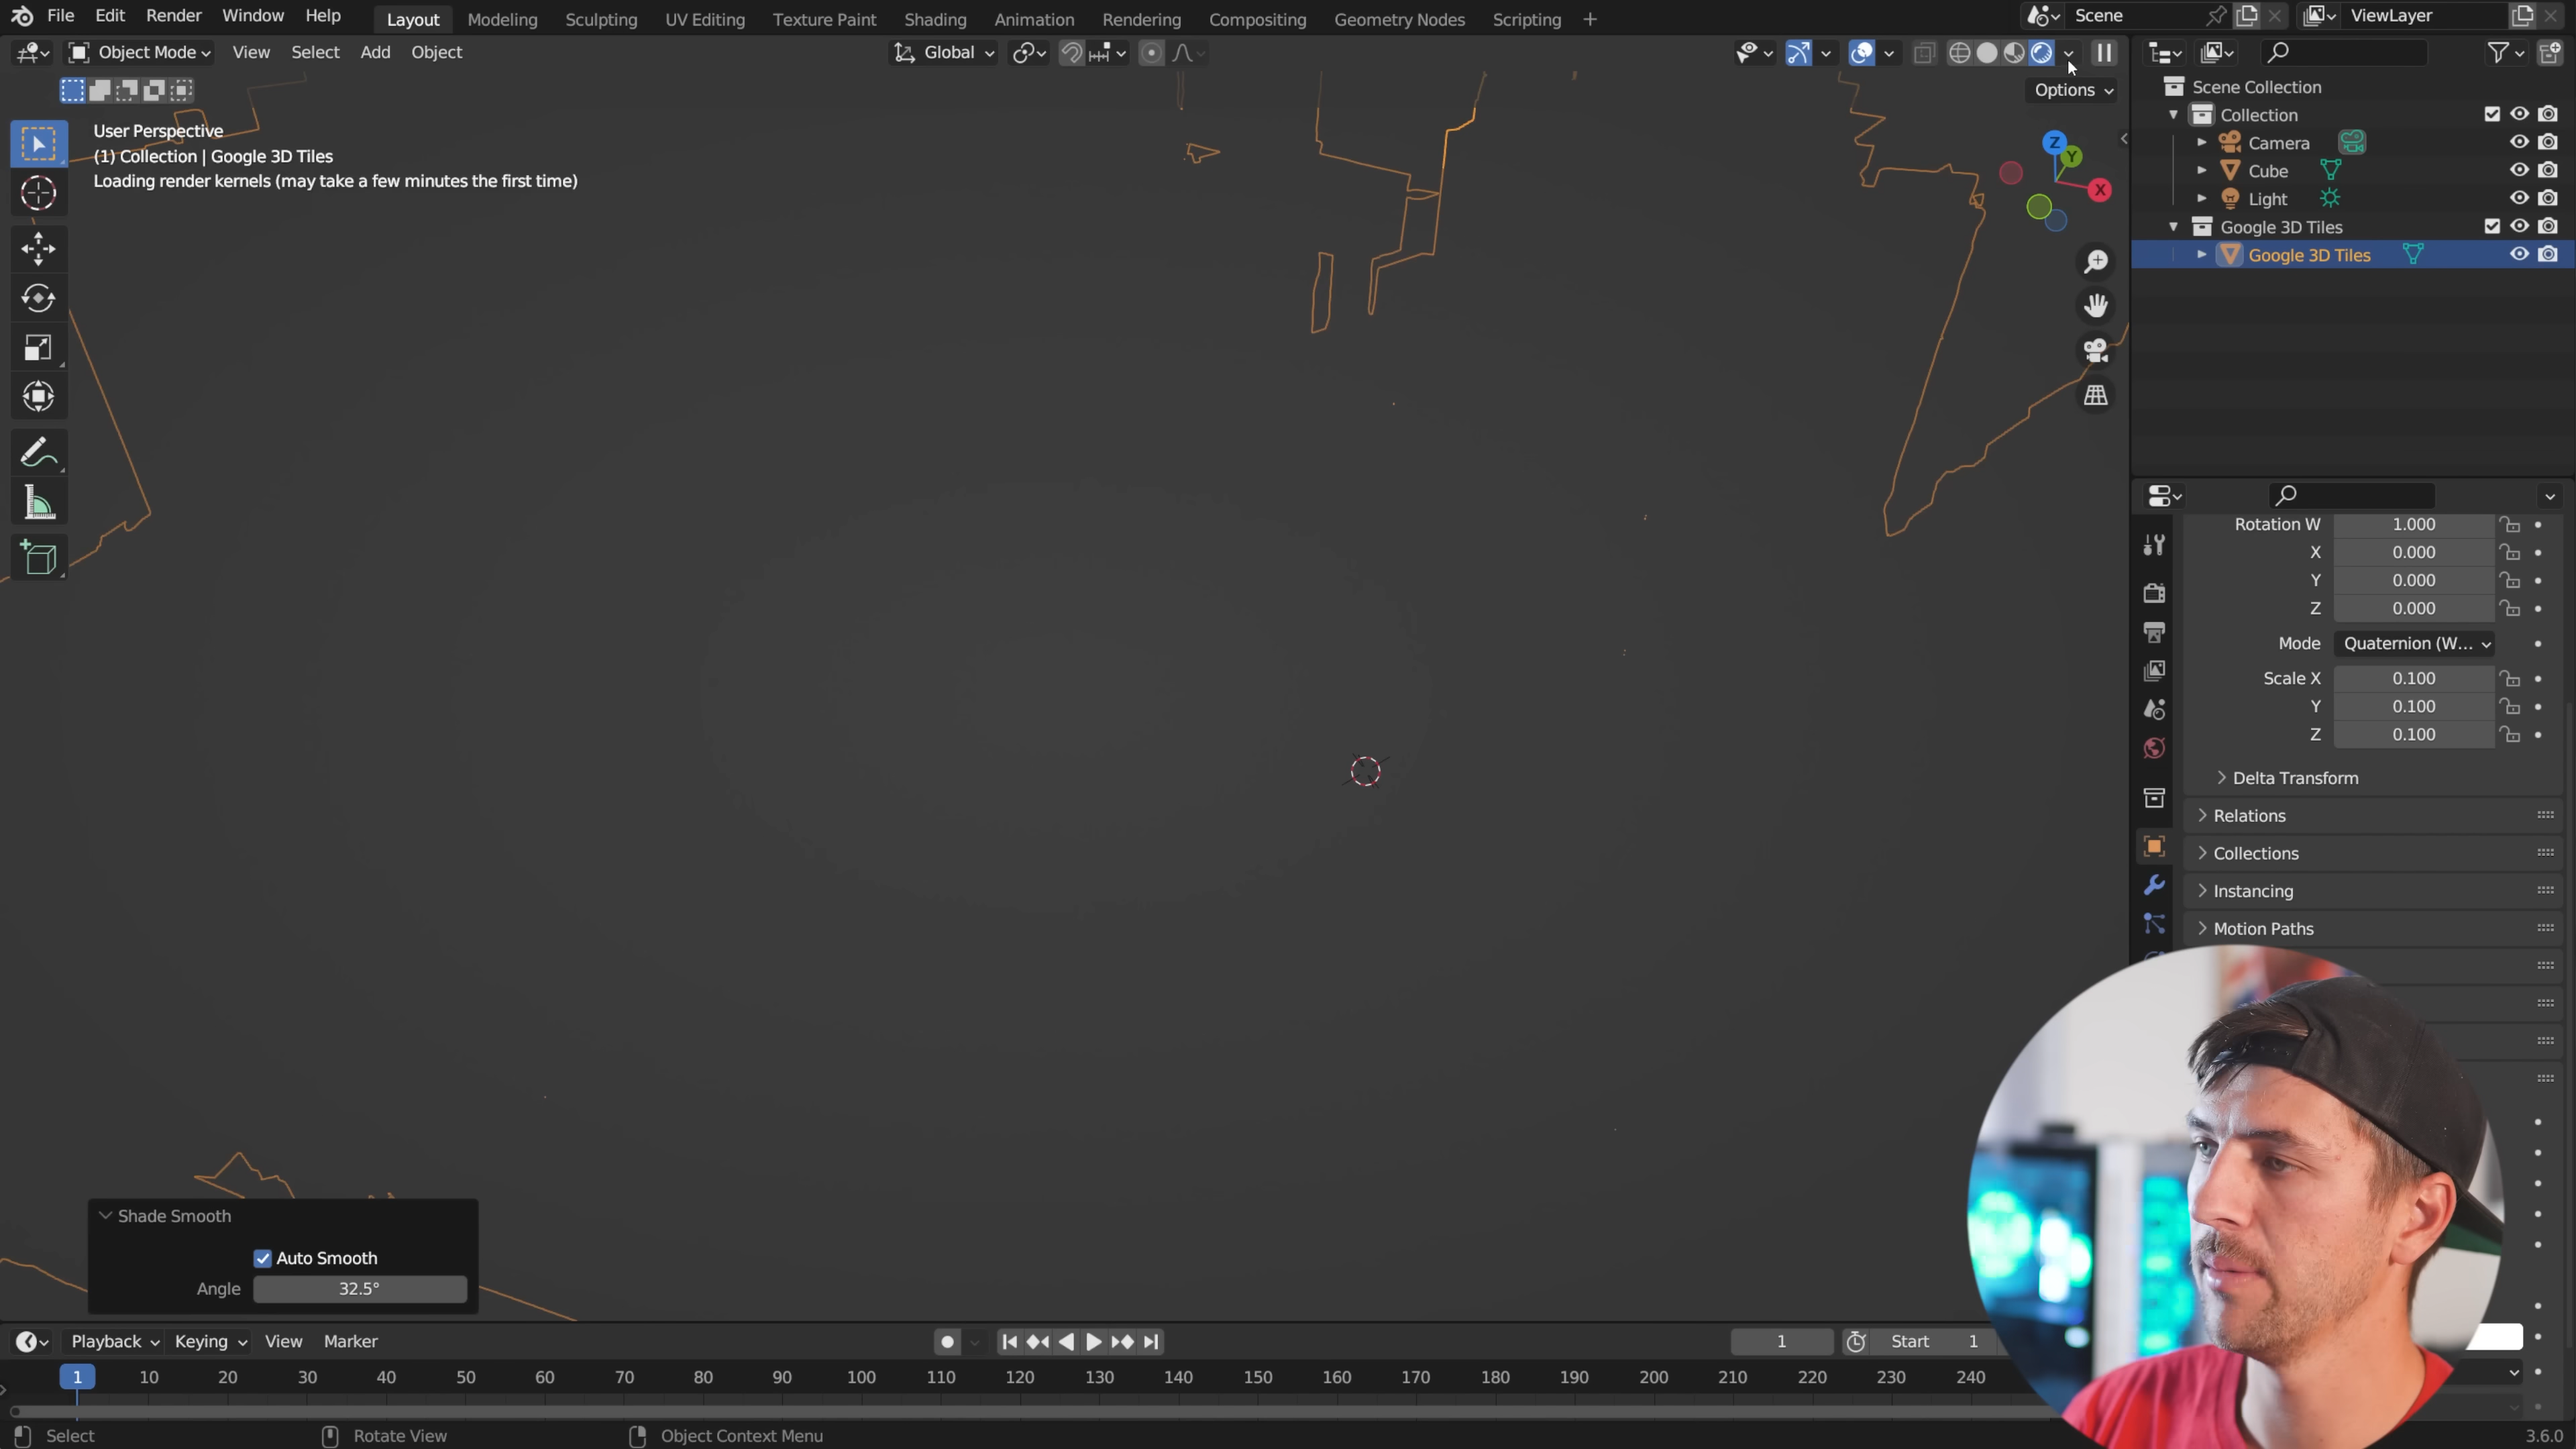 File Edit Render Window Help Layout Modeling Sculpting UV Editing Texture Paint Shading Animation Rendering Compositing Geometry Nodes Scripting + Scene ViewLayer
Object Mode View Select Add Object Global
Options
User Perspective
(1) Collection | Google 3D Tiles
Loading render kernels (may take a few minutes the first time)
Z
Y
X
Scene Collection
Collection
Camera
Cube
Light
Google 3D Tiles
Google 3D Tiles
Rotation W 1.000
X 0.000
Y 0.000
Z 0.000
Mode Quaternion (W...
Scale X 0.100
Y 0.100
Z 0.100
Delta Transform
Relations
Collections
Instancing
Motion Paths
Shade Smooth
Auto Smooth
Angle 32.5°
Playback Keying View Marker 1 Start 1
1 10 20 30 40 50 60 70 80 90 100 110 120 130 140 150 160 170 180 190 200 210 220 230 240
Select Rotate View Object Context Menu 3.6.0